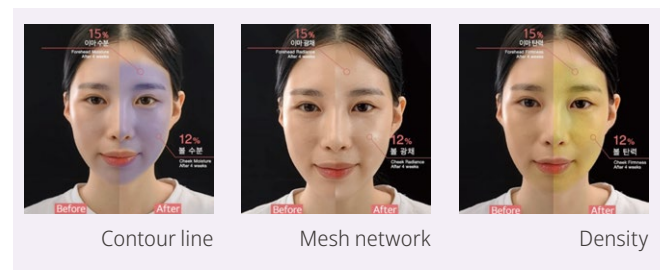 15%
이마 수분
Forehead Moisture
After 4 weeks
12%
볼 수분
Cheek Moisture
After 4 weeks
Before
After
Contour line
15%
이마 광채
Forehead Radiance
After 4 weeks
12%
볼 광채
Cheek Radiance
After 4 weeks
Before
After
Mesh network
15%
이마 탄력
Forehead Firmness
After 4 weeks
12%
볼 탄력
Cheek Firmness
After 4 weeks
Before
After
Density